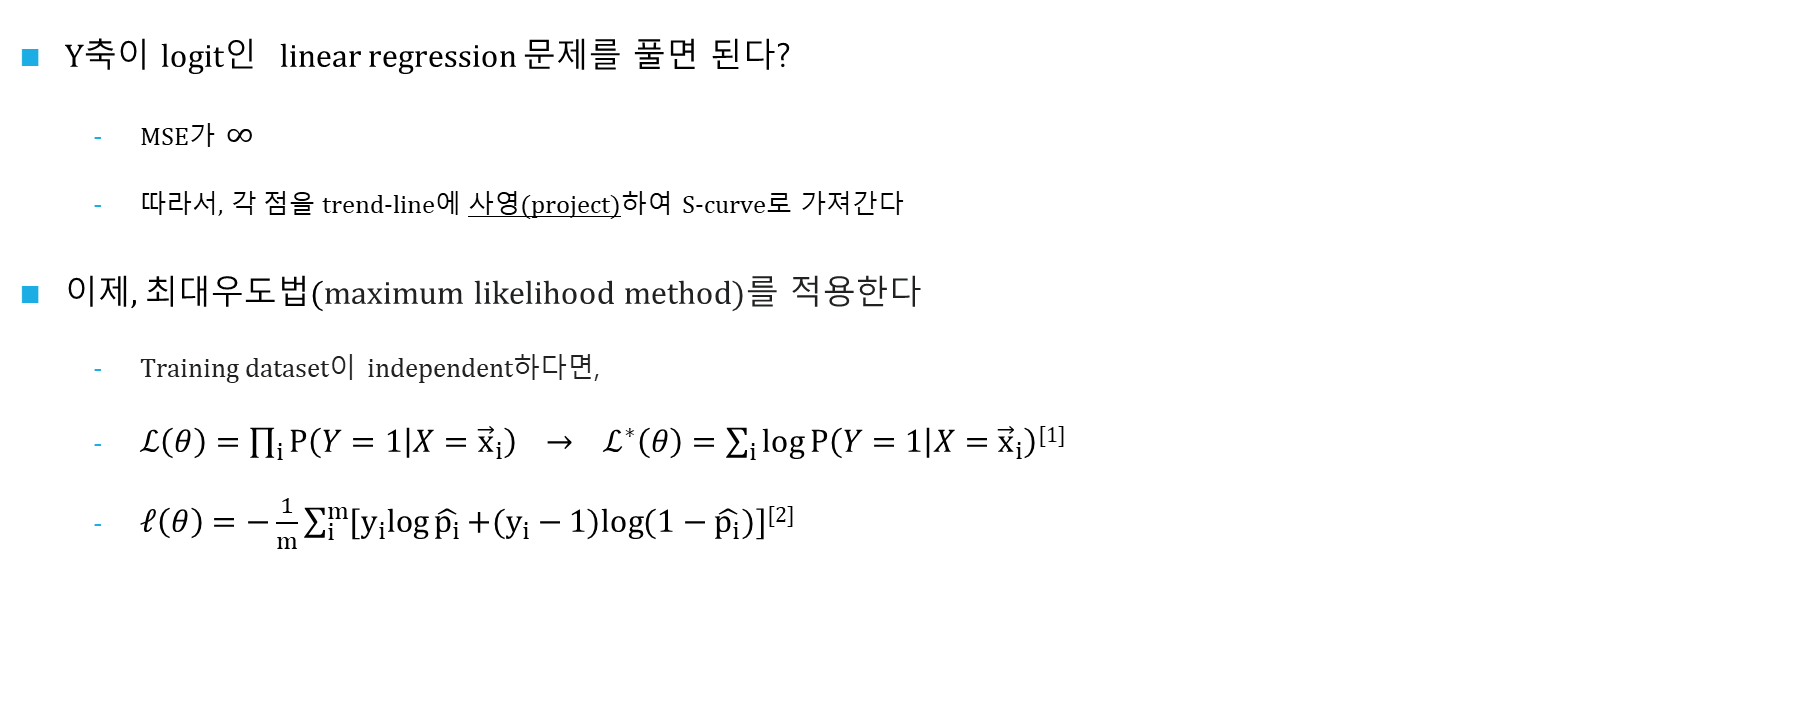 ■ Y축이 logit인 linear regression 문제를 풀면 된다?
- MSE가 ∞
- 따라서, 각 점을 trend-line에 사영(project)하여 S-curve로 가져간다
■ 이제, 최대우도법(maximum likelihood method)를 적용한다
- Training dataset이 independent하다면,
- ℒ(θ) = ∏ᵢ P(Y = 1|X = x⃗ᵢ) → ℒ*(θ) = ∑ᵢ log P(Y = 1|X = x⃗ᵢ)[1]
- ℓ(θ) = −1/m ∑ᵢᵐ[yᵢlog p̂ᵢ +(yᵢ − 1)log(1 − p̂ᵢ)][2]